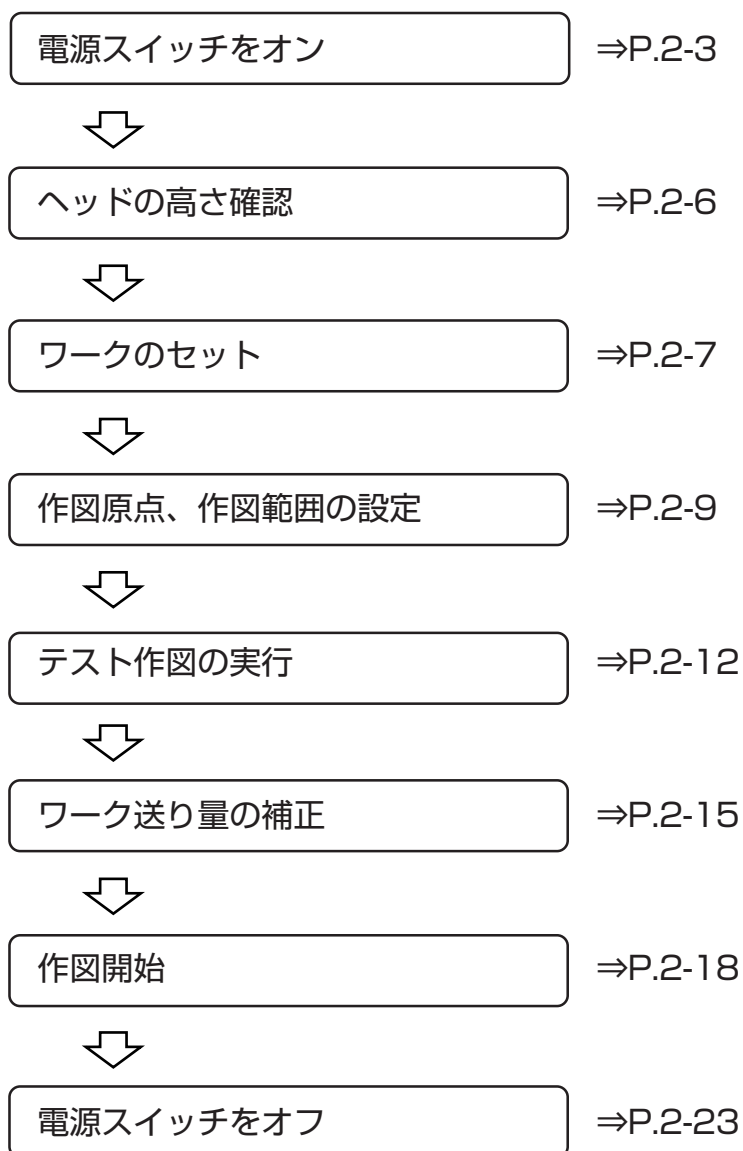 電源スイッチをオン ⇒P.2-3
ヘッドの高さ確認 ⇒P.2-6
ワークのセット ⇒P.2-7
作図原点、作図範囲の設定 ⇒P.2-9
テスト作図の実行 ⇒P.2-12
ワーク送り量の補正 ⇒P.2-15
作図開始 ⇒P.2-18
電源スイッチをオフ ⇒P.2-23